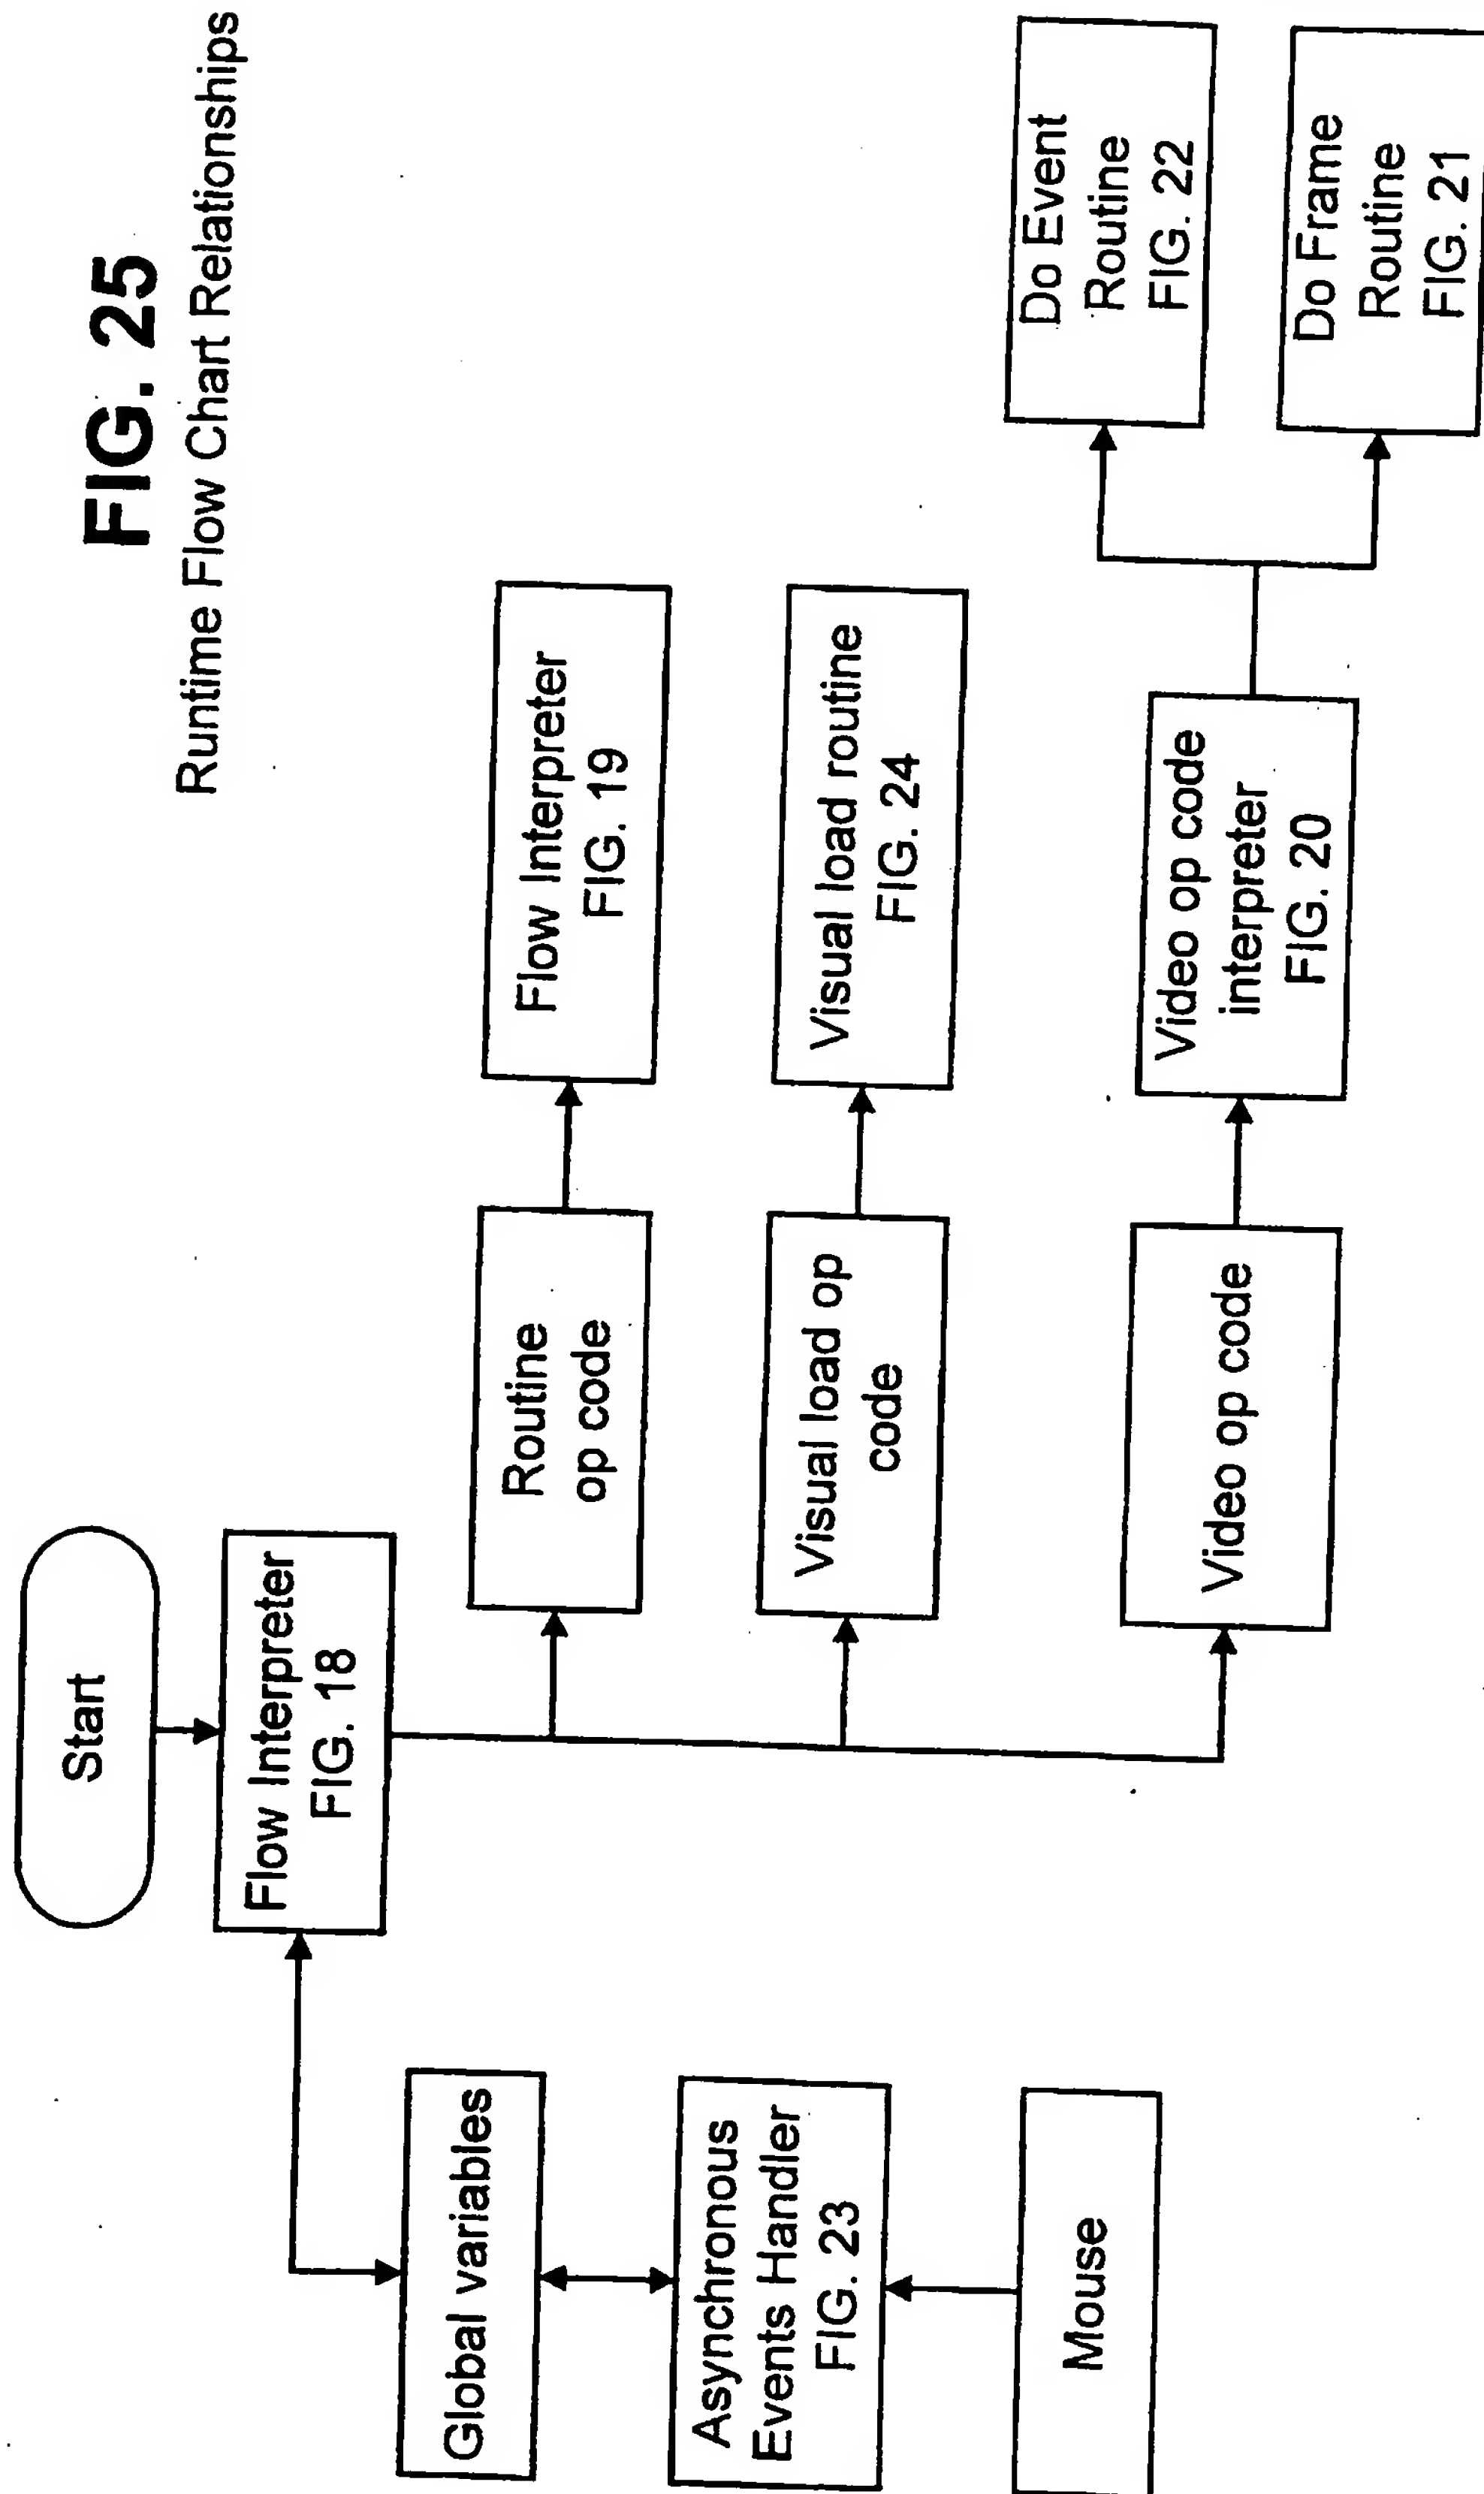 FIG. 25
Runtime Flow Chart Relationships
Start
Flow Interpreter
FIG. 18
Global variables
Asynchronous
Events Handler
FIG. 23
Mouse
Routine
op code
Flow Interpreter
FIG. 19
Visual load op
code
Visual load routine
FIG. 24
Video op code
Video op code
interpreter
FIG. 20
Do Event
Routine
FIG. 22
Do Frame
Routine
FIG. 21